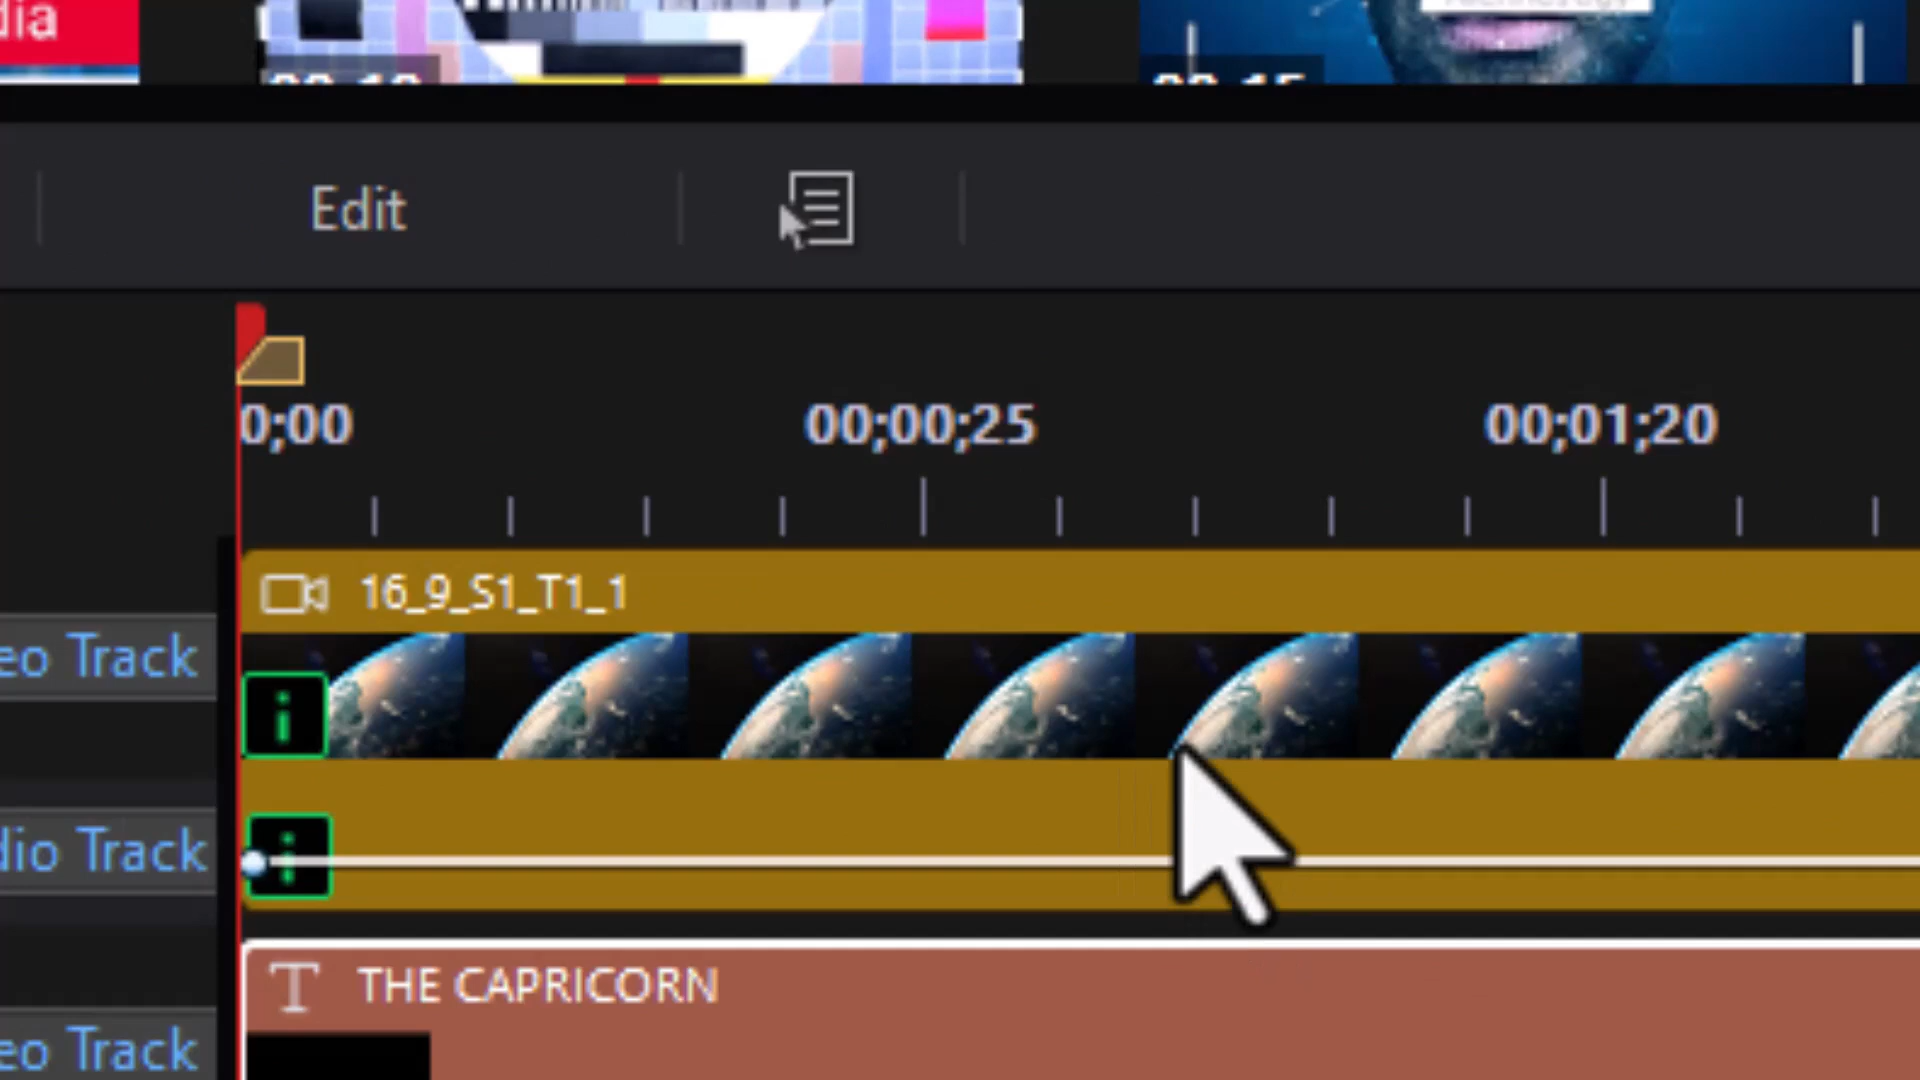 dia
Edit
0;00 00;00;25 00;01;20
16_9_S1_T1_1
eo Track
i
dio Track
i
THE CAPRICORN
T
eo Track